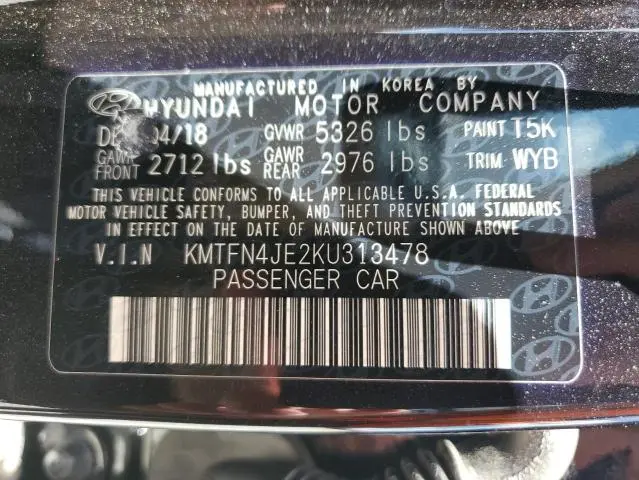 MANUFACTURED IN KOREA BY
HYUNDAI MOTOR COMPANY
04/18 GVWR 5326 lbs PAINT T5K
GAWR FRONT 2712 lbs GAWR REAR 2976 lbs TRIM WYB
THIS VEHICLE CONFORMS TO ALL APPLICABLE U.S.A. FEDERAL
MOTOR VEHICLE SAFETY, BUMPER, AND THEFT PREVENTION STANDARDS
IN EFFECT ON THE DATE OF MANUFACTURE SHOWN ABOVE
V.I.N KMTFN4JE2KU313478
PASSENGER CAR